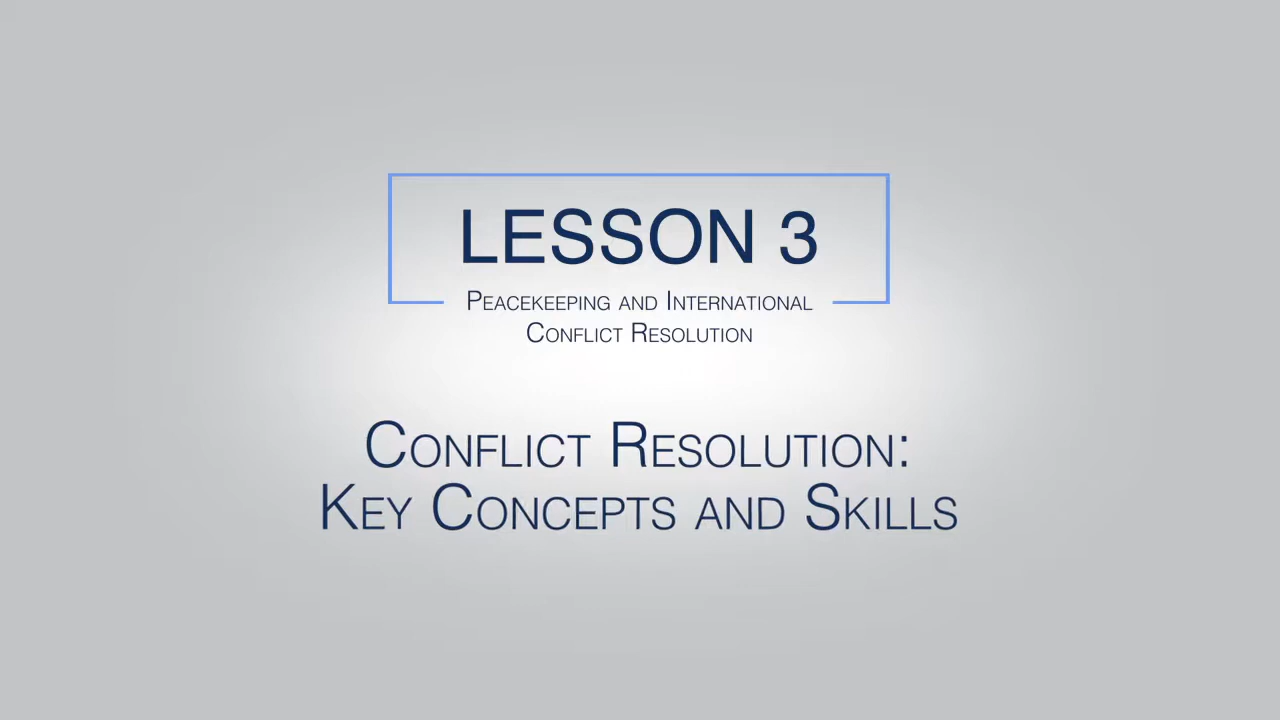 LESSON 3
Peacekeeping and International
Conflict Resolution
Conflict Resolution:
Key Concepts and Skills